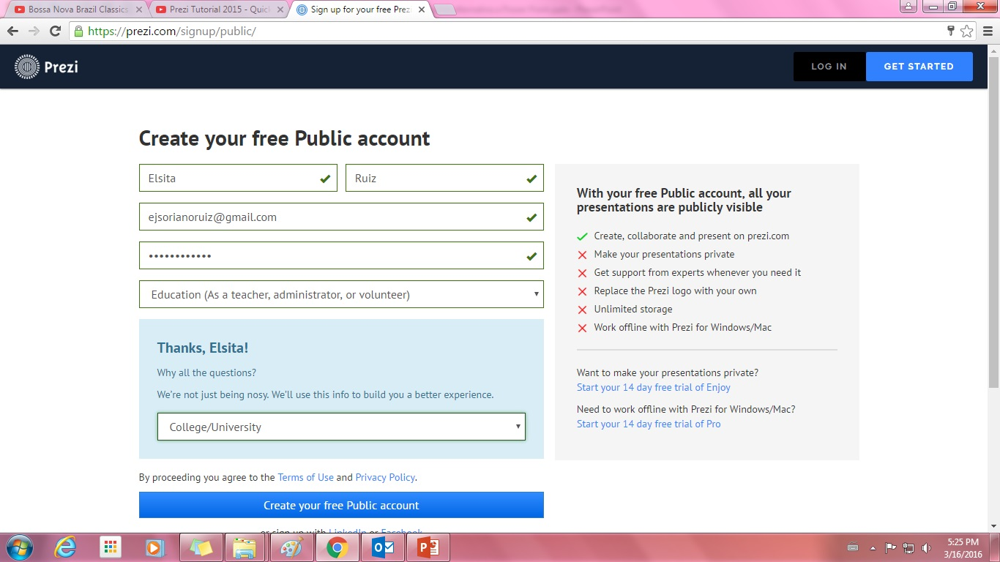 Bossa Nova Brazil Classics
Prezi Tutorial 2015 - Quick
Sign up for your free Prez
https://prezi.com/signup/public/
Prezi
LOG IN
GET STARTED
Create your free Public account
Elsita
Ruiz
ejsorianoruiz@gmail.com
••••••••••••
Education (As a teacher, administrator, or volunteer)
Thanks, Elsita!
Why all the questions?
We're not just being nosy. We'll use this info to build you a better experience.
College/University
By proceeding you agree to the Terms of Use and Privacy Policy.
Create your free Public account
or sign up with LinkedIn or Facebook
With your free Public account, all your
presentations are publicly visible
Create, collaborate and present on prezi.com
Make your presentations private
Get support from experts whenever you need it
Replace the Prezi logo with your own
Unlimited storage
Work offline with Prezi for Windows/Mac
Want to make your presentations private?
Start your 14 day free trial of Enjoy
Need to work offline with Prezi for Windows/Mac?
Start your 14 day free trial of Pro
5:25 PM
3/16/2016